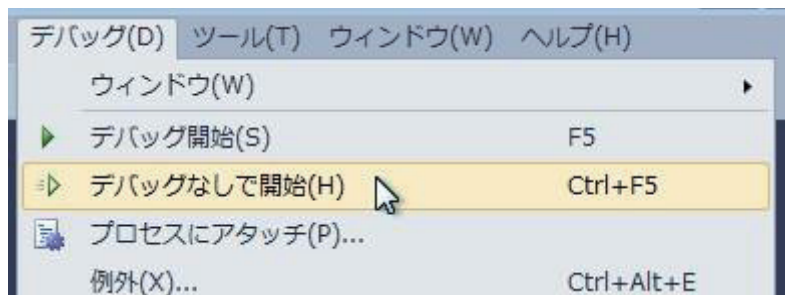 デバッグ(D) ツール(T) ウィンドウ(W) ヘルプ(H)
ウィンドウ(W)
デバッグ開始(S) F5
デバッグなしで開始(H) Ctrl+F5
プロセスにアタッチ(P)...
例外(X)... Ctrl+Alt+E